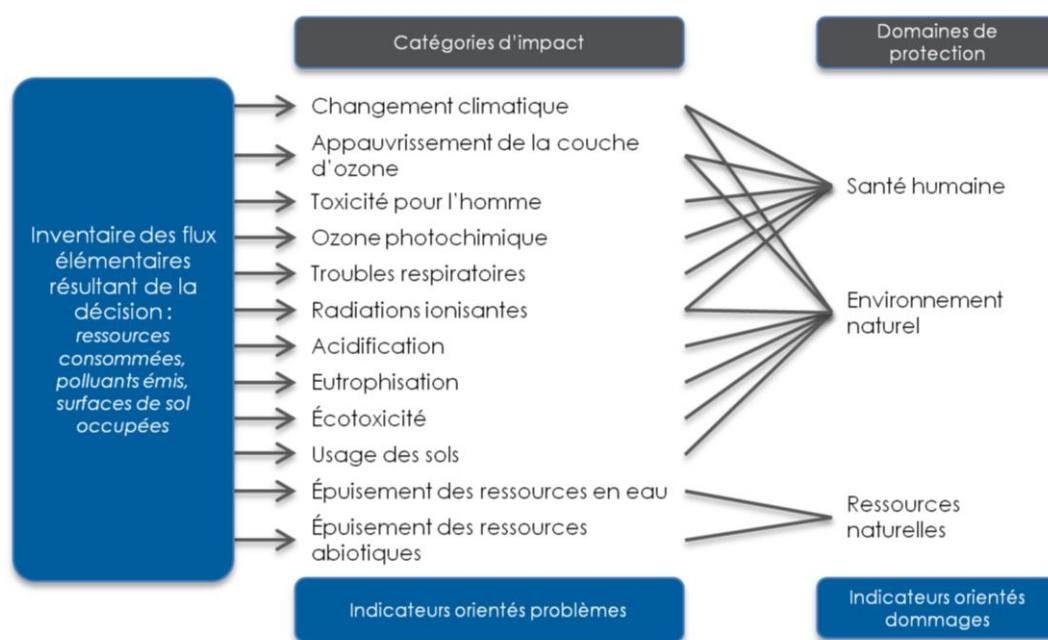 Catégories d'impact
Domaines de
protection
Inventaire des flux
élémentaires
résultant de la
décision :
ressources
consommées,
polluants émis,
surfaces de sol
occupées
Changement climatique
Appauvrissement de la couche
d'ozone
Toxicité pour l'homme
Ozone photochimique
Troubles respiratoires
Radiations ionisantes
Acidification
Eutrophisation
Écotoxicité
Usage des sols
Épuisement des ressources en eau
Épuisement des ressources
abiotiques
Santé humaine
Environnement
naturel
Ressources
naturelles
Indicateurs orientés problèmes
Indicateurs orientés
dommages